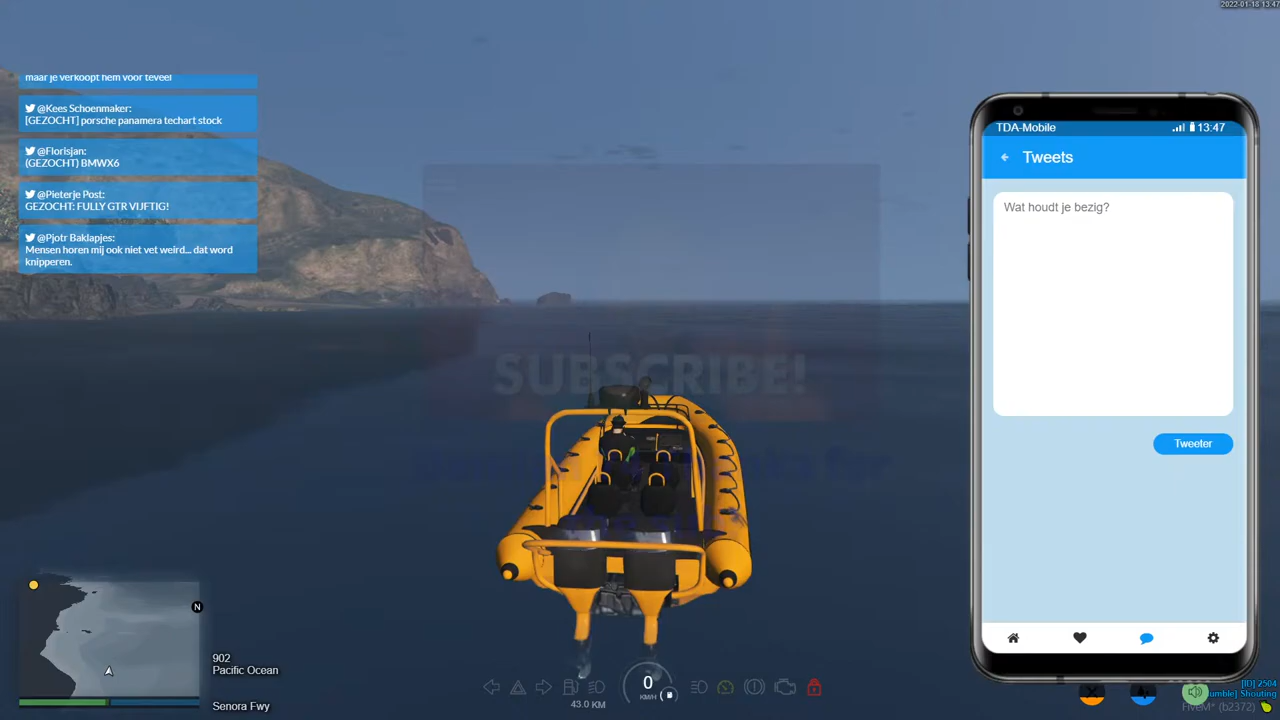 2022-01-18 13:47
maar je verkoopt hem voor teveel
@Kees Schoenmaker:
[GEZOCHT] porsche panamera techart stock
@Florisjan:
(GEZOCHT) BMWX6
@Pieterje Post:
GEZOCHT: FULLY GTR VIJFTIG!
@Pjotr Baklapjes:
Mensen horen mij ook niet vet weird... dat word
knipperen.
TDA-Mobile
13:47
Tweets
Wat houdt je bezig?
Tweeter
SUBSCRIBE!
N
902
Pacific Ocean
Senora Fwy
0
KM/H
43.0 KM
[ID] 2504
Shouting
FiveM* (b2372)